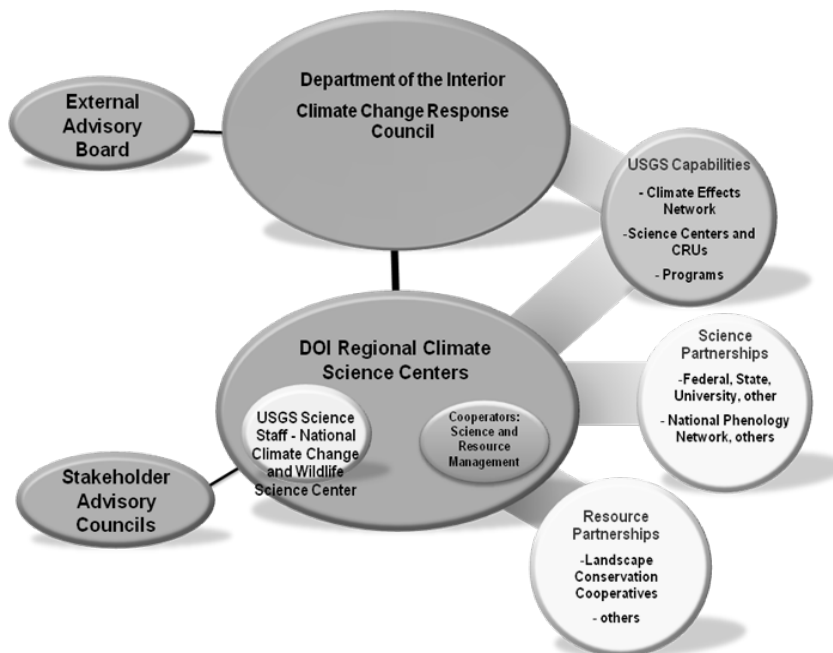 Department of the Interior
Climate Change Response
Council
External
Advisory
Board
USGS Capabilities
- Climate Effects
Network
-Science Centers and
CRUs
- Programs
DOI Regional Climate
Science Centers
USGS Science
Staff - National
Climate Change
and Wildlife
Science Center
Cooperators:
Science and
Resource
Management
Science
Partnerships
-Federal, State,
University, other
-National Phenology
Network, others
Stakeholder
Advisory
Councils
Resource
Partnerships
-Landscape
Conservation
Cooperatives
- others